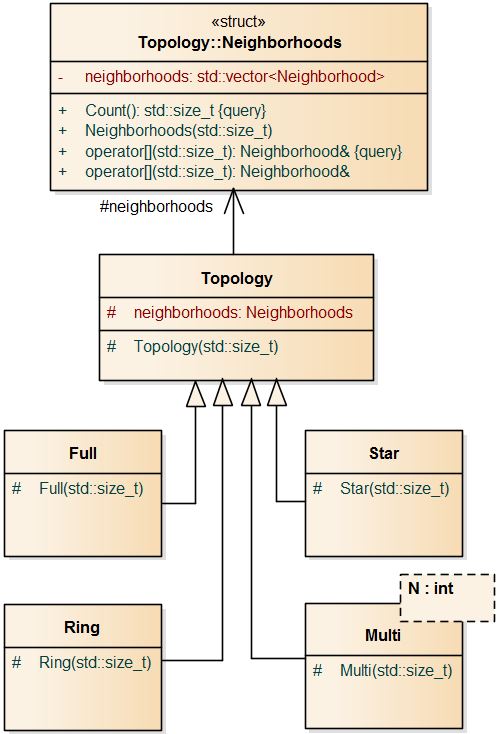 «struct»
Topology::Neighborhoods
- neighborhoods: std::vector<Neighborhood>
+ Count(): std::size_t {query}
+ Neighborhoods(std::size_t)
+ operator[](std::size_t): Neighborhood& {query}
+ operator[](std::size_t): Neighborhood&
#neighborhoods
Topology
# neighborhoods: Neighborhoods
# Topology(std::size_t)
Full
# Full(std::size_t)
Star
# Star(std::size_t)
Ring
# Ring(std::size_t)
N : int
Multi
# Multi(std::size_t)